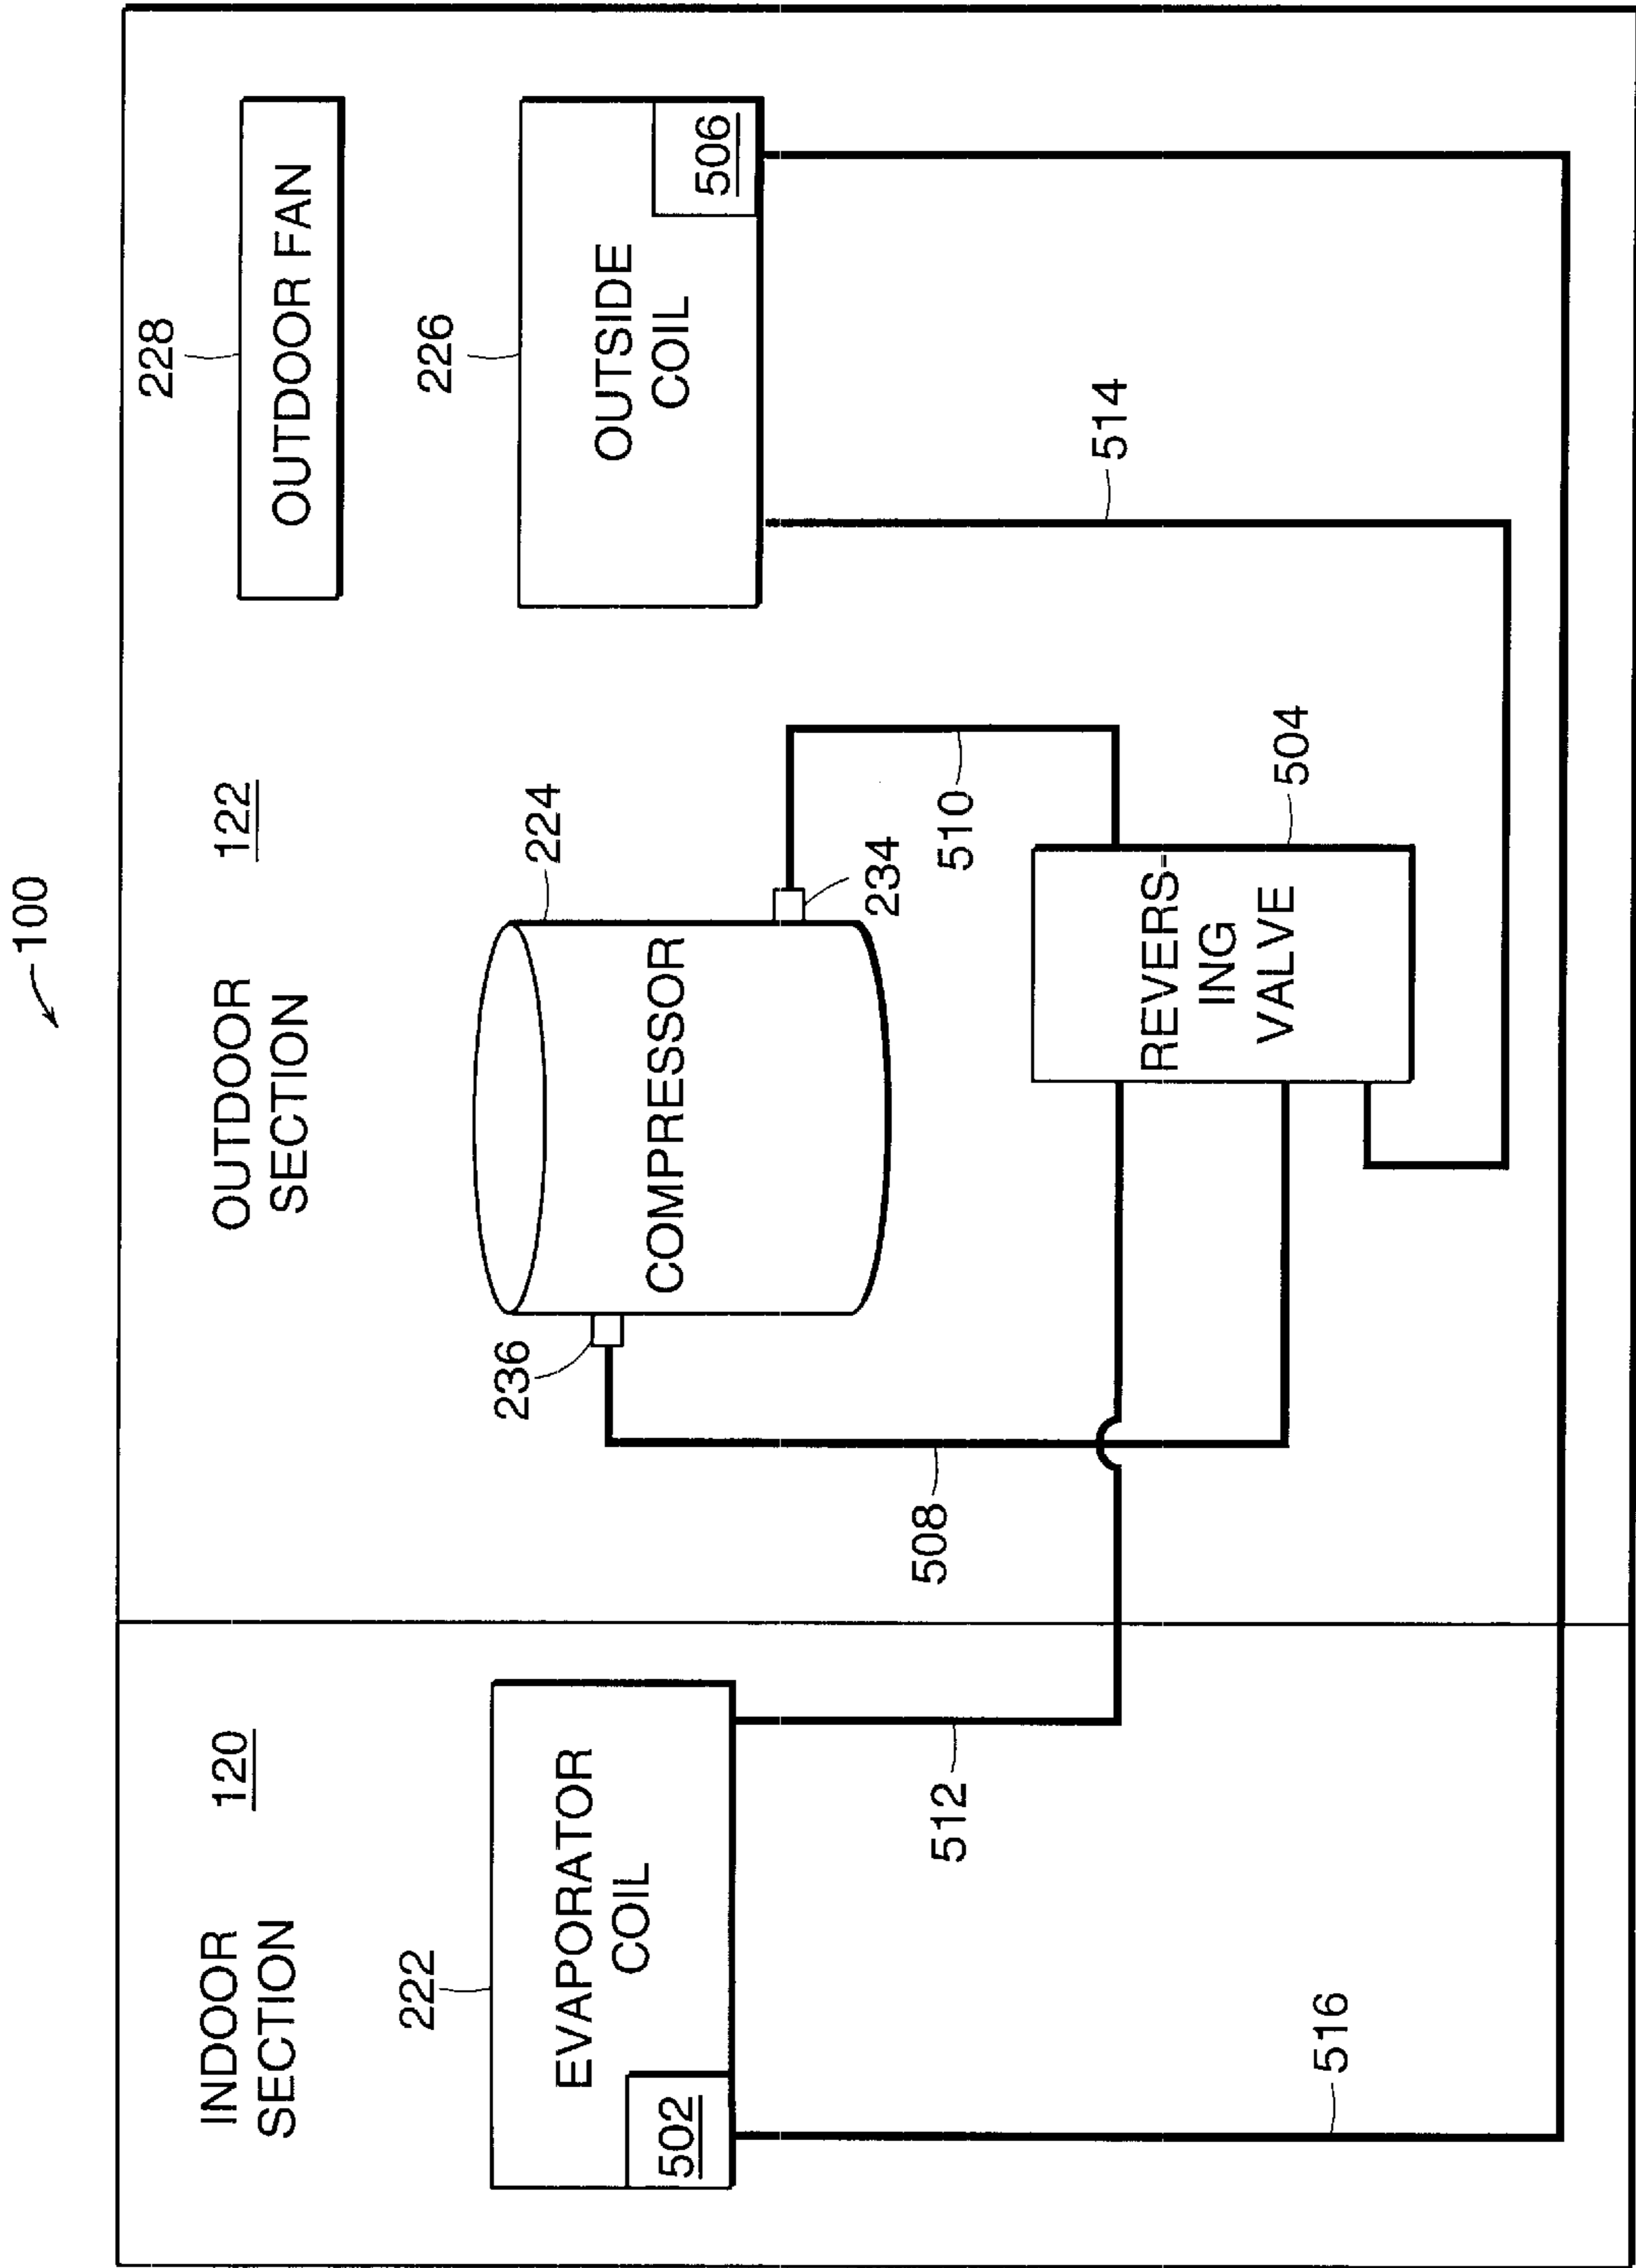 100
INDOOR
SECTION
120
OUTDOOR
SECTION
122
228
OUTDOOR FAN
222
EVAPORATOR
COIL
502
236
COMPRESSOR
224
234
226
OUTSIDE
COIL
506
508
510
512
514
REVERS-
ING
VALVE
504
516